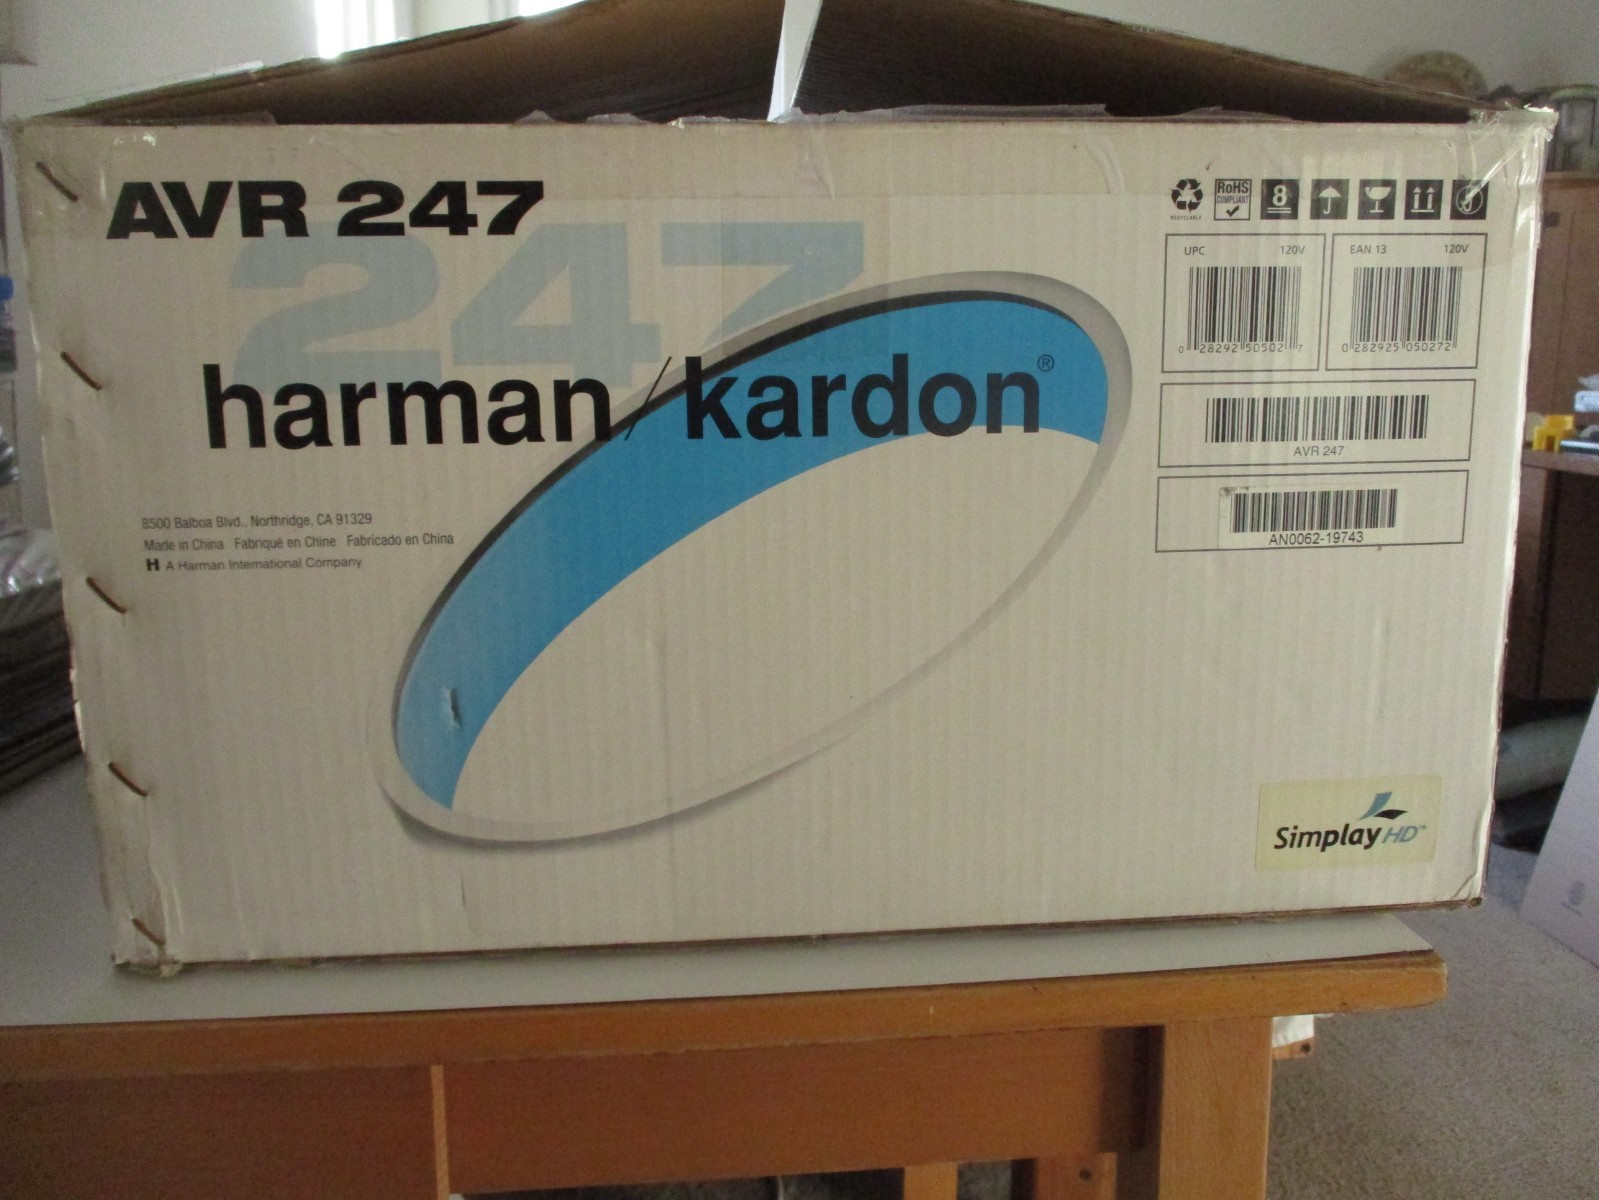 AVR 247
247
harman/kardon®
8500 Balboa Blvd., Northridge, CA 91329
Made in China Fabriqué en Chine Fabricado en China
H A Harman International Company
RECYCLABLE
RoHS
COMPLIANT
8
UPC 120V
0 28292 50502 7
EAN 13 120V
0 282925 050272
AVR 247
AN0062-19743
Simplay HD™